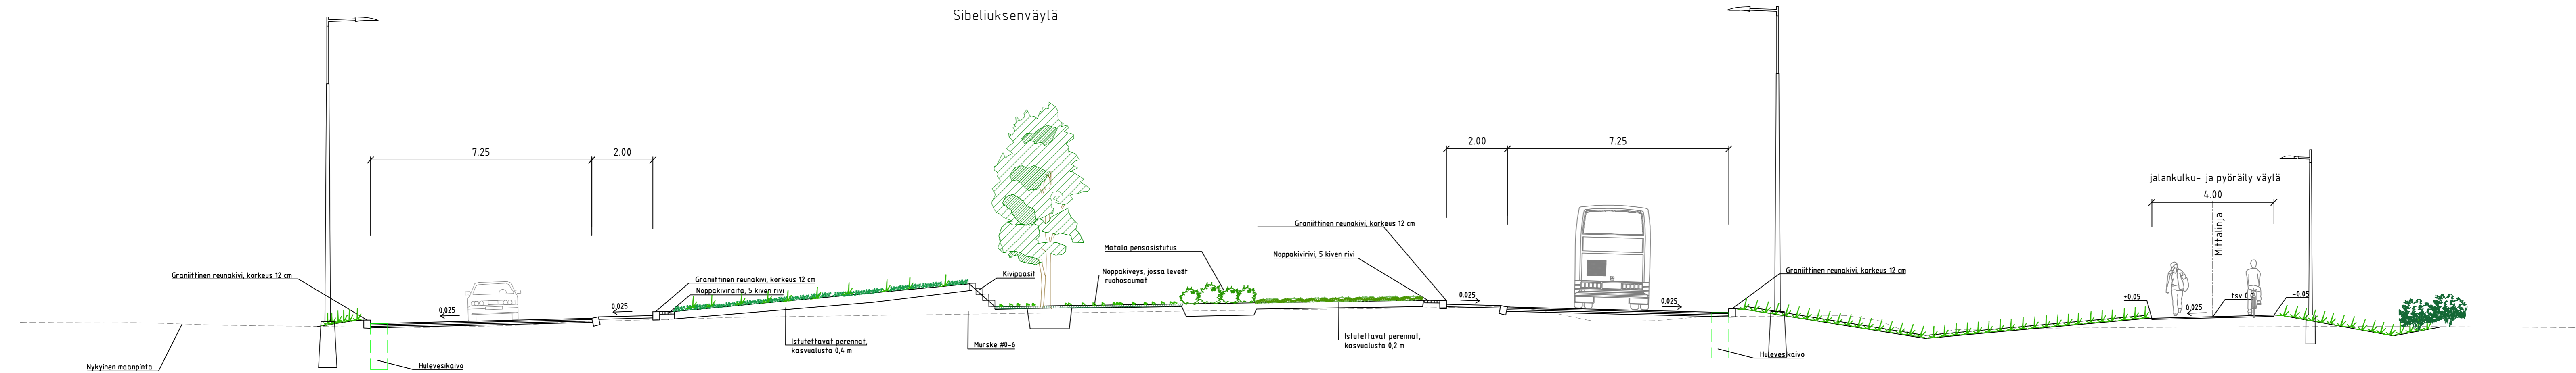 Sibeliuksenväylä
7.25
2.00
2.00
7.25
jalankulku- ja pyöräily väylä
4.00
Mittalinja
Graniittinen reunakivi, korkeus 12 cm
0,025
0,025
Graniittinen reunakivi, korkeus 12 cm
Noppakiviraita, 5 kiven rivi
Kivipaasit
Noppakiveys, jossa leveät
ruohosaumat
Matala pensasistutus
Graniittinen reunakivi, korkeus 12 cm
Noppakivirivi, 5 kiven rivi
0.025
0.025
Graniittinen reunakivi, korkeus 12 cm
+0.05
0.025
tsv 0.0
-0.05
Nykyinen maanpinta
Hulevesikaivo
Istutettavat perennat,
kasvualusta 0,4 m
Murske #0-6
Istutettavat perennat,
kasvualusta 0,2 m
Hulevesikaivo